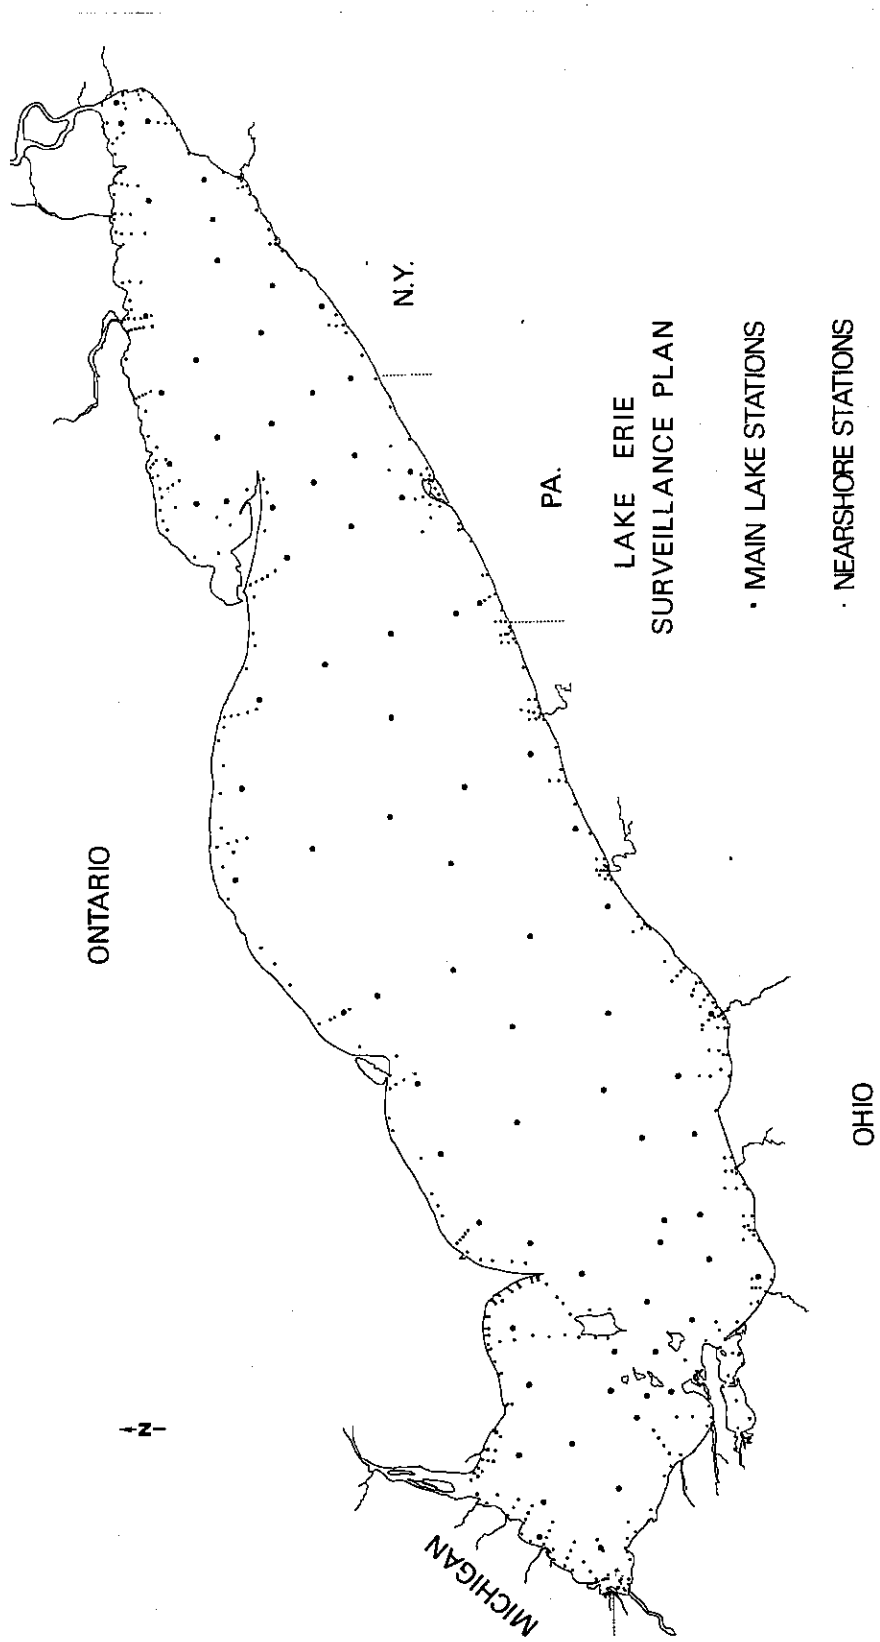 ONTARIO
N.Y.
PA.
LAKE ERIE
SURVEILLANCE PLAN
• MAIN LAKE STATIONS
· NEARSHORE STATIONS
N
MICHIGAN
OHIO